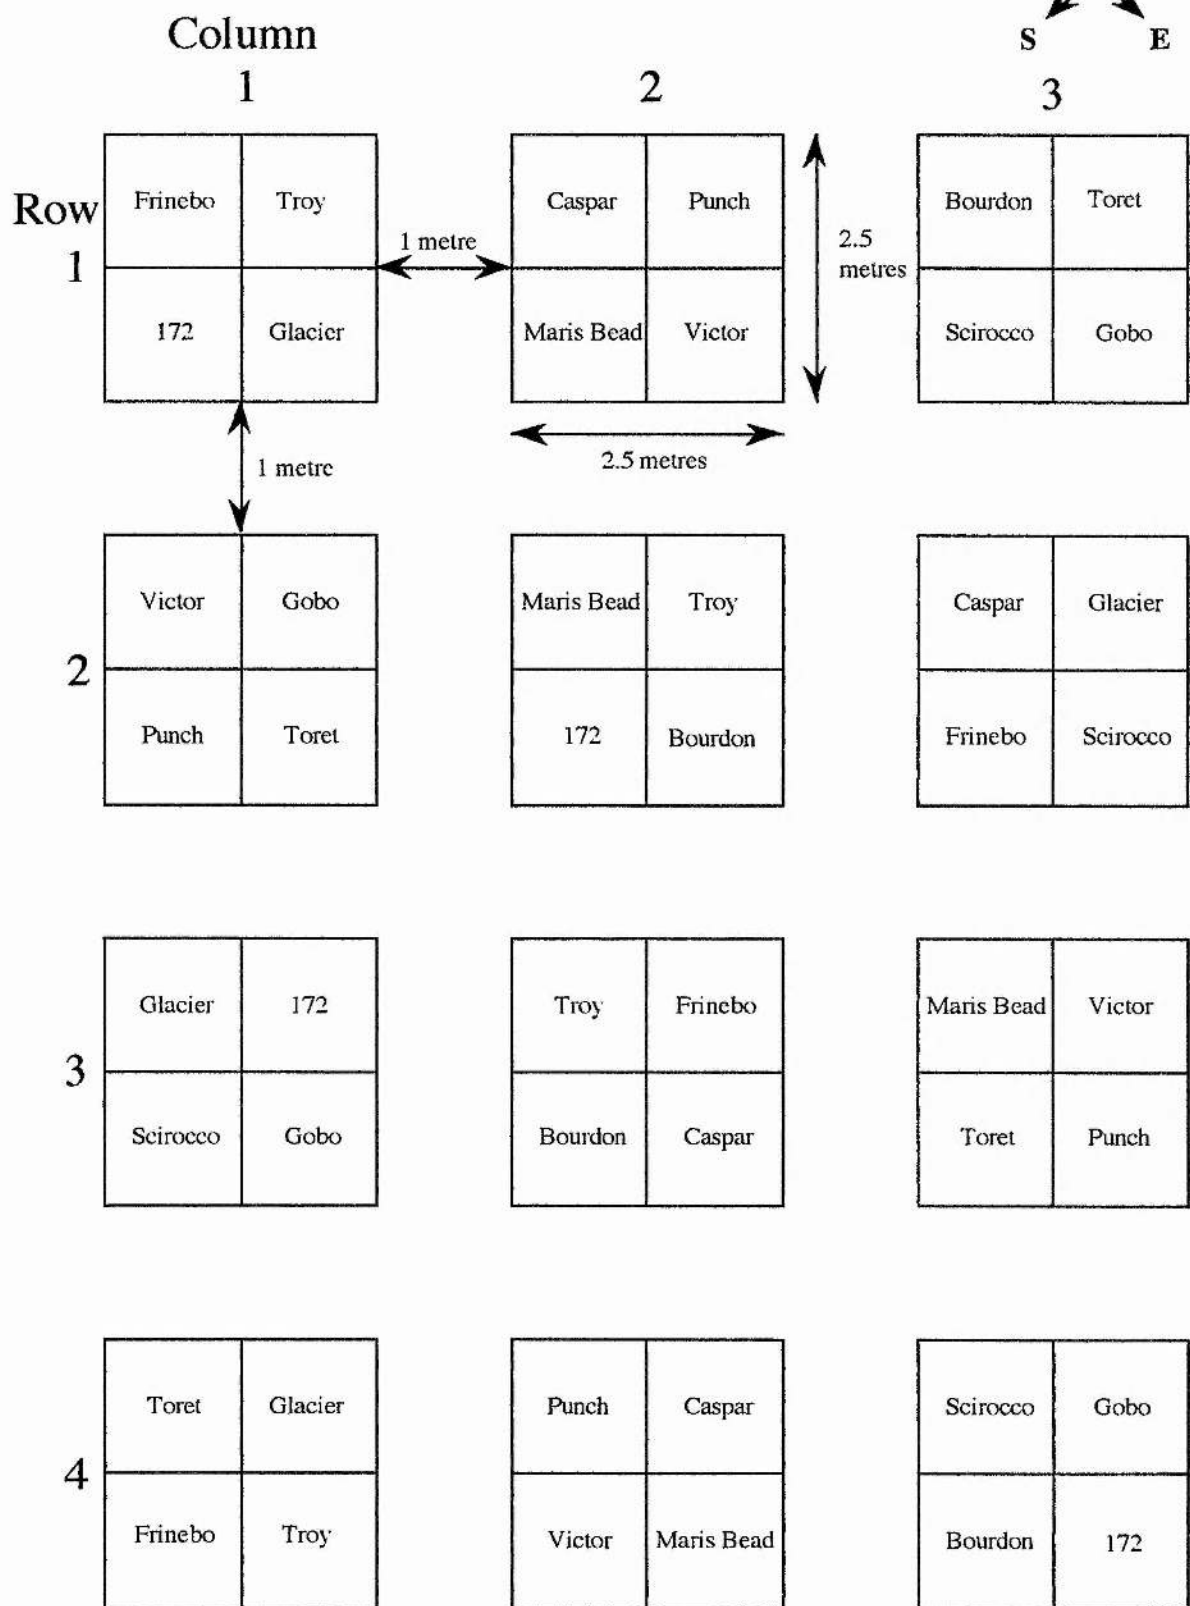 Column
S E
1 2 3
Row
1
Frinebo Troy Caspar Punch Bourdon Toret
1 metre
2.5
metres
172 Glacier Maris Bead Victor Scirocco Gobo
2.5 metres
1 metre
2
Victor Gobo Maris Bead Troy Caspar Glacier
Punch Toret 172 Bourdon Frinebo Scirocco
3
Glacier 172 Troy Frinebo Maris Bead Victor
Scirocco Gobo Bourdon Caspar Toret Punch
4
Toret Glacier Punch Caspar Scirocco Gobo
Frinebo Troy Victor Maris Bead Bourdon 172